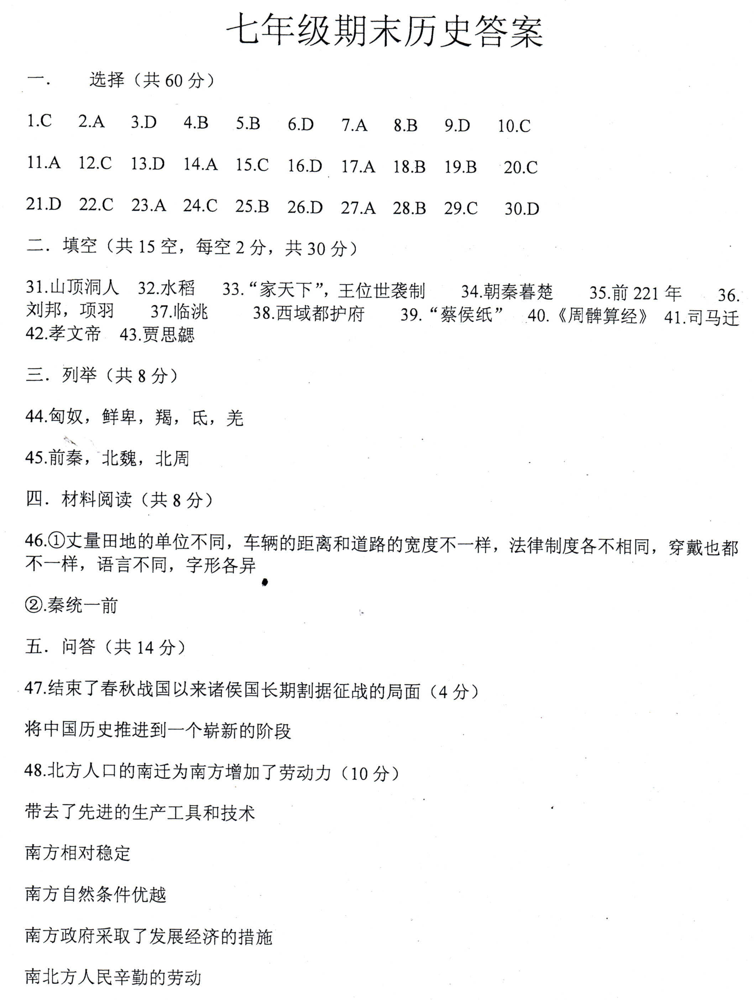 七年级期末历史答案
一． 选择（共 60 分）
1.C 2.A 3.D 4.B 5.B 6.D 7.A 8.B 9.D 10.C
11.A 12.C 13.D 14.A 15.C 16.D 17.A 18.B 19.B 20.C
21.D 22.C 23.A 24.C 25.B 26.D 27.A 28.B 29.C 30.D
二．填空（共 15 空，每空 2 分，共 30 分）
31.山顶洞人 32.水稻 33.“家天下”，王位世袭制 34.朝秦暮楚 35.前 221 年 36.
刘邦，项羽 37.临洮 38.西域都护府 39.“蔡侯纸” 40.《周髀算经》 41.司马迁
42.孝文帝 43.贾思勰
三．列举（共 8 分）
44.匈奴，鲜卑，羯，氐，羌
45.前秦，北魏，北周
四．材料阅读（共 8 分）
46.①丈量田地的单位不同，车辆的距离和道路的宽度不一样，法律制度各不相同，穿戴也都
不一样，语言不同，字形各异
②.秦统一前
五．问答（共 14 分）
47.结束了春秋战国以来诸侯国长期割据征战的局面（4 分）
将中国历史推进到一个崭新的阶段
48.北方人口的南迁为南方增加了劳动力（10 分）
带去了先进的生产工具和技术
南方相对稳定
南方自然条件优越
南方政府采取了发展经济的措施
南北方人民辛勤的劳动